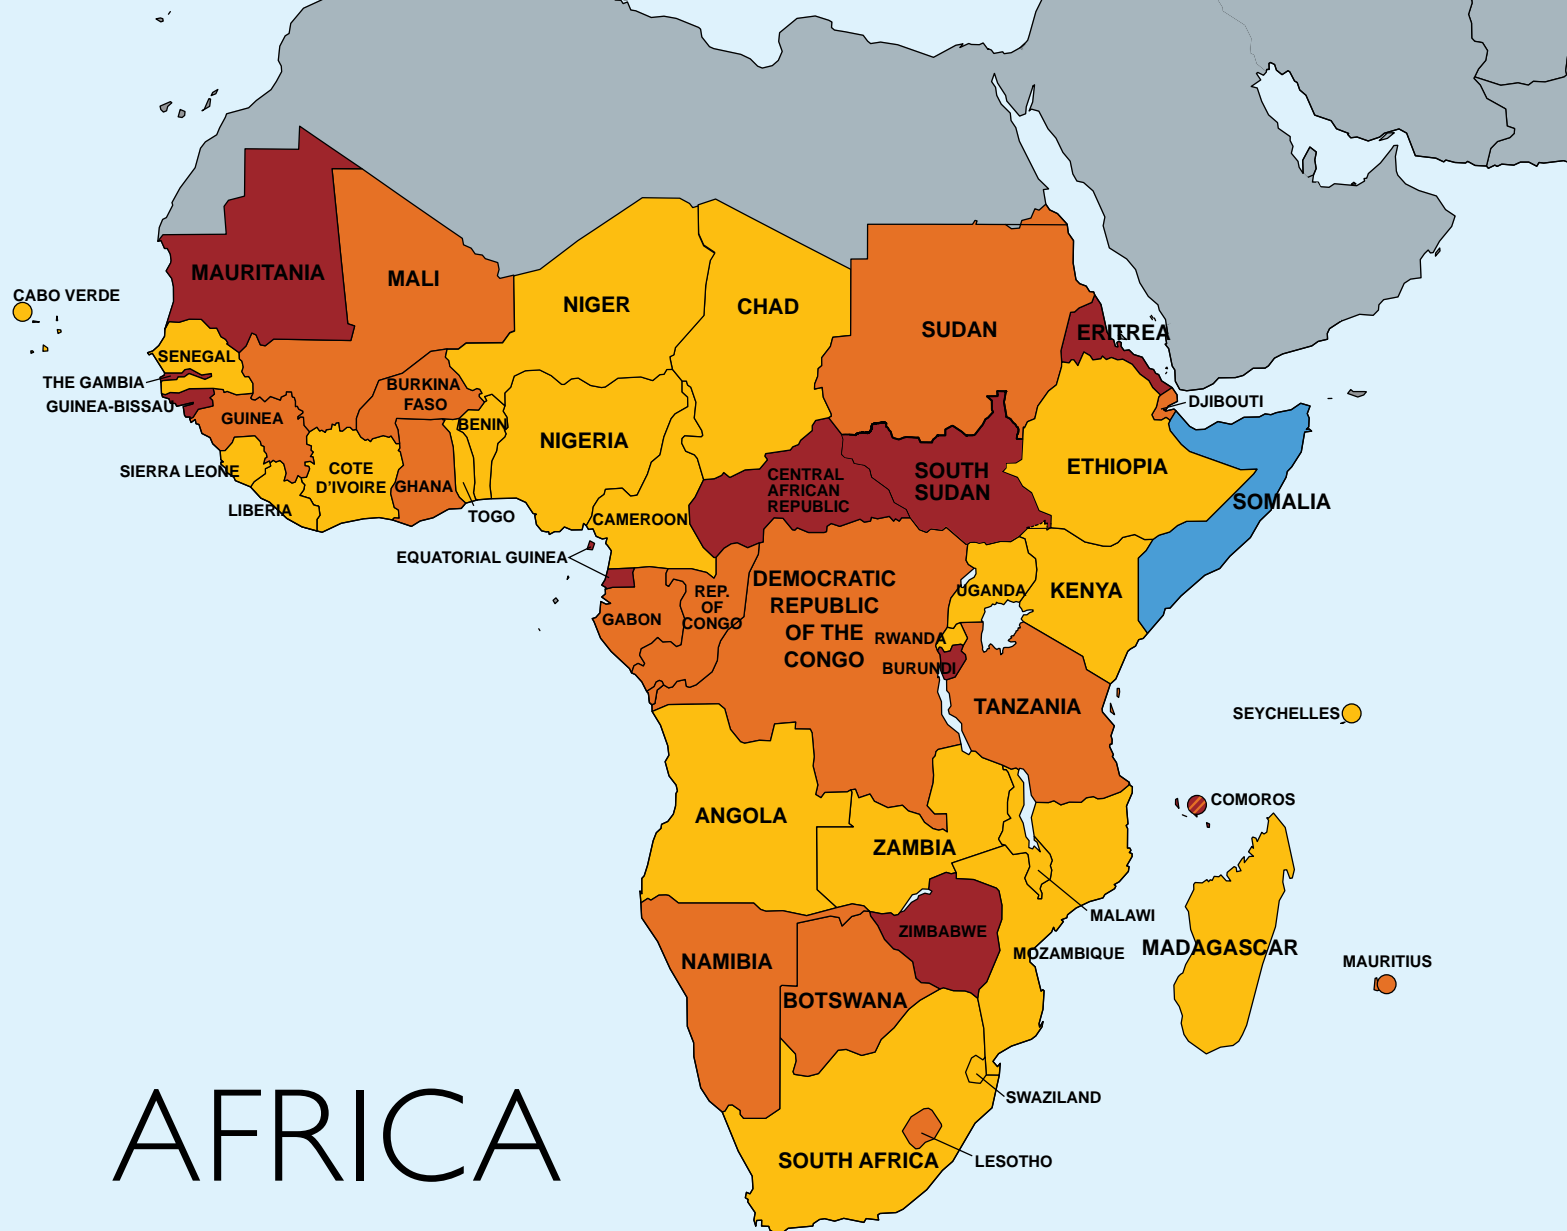 MAURITANIA
MALI
NIGER
CHAD
SUDAN
ERITREA
CABO VERDE
SENEGAL
THE GAMBIA
GUINEA-BISSAU
GUINEA
BURKINA
FASO
BENIN
NIGERIA
DJIBOUTI
SIERRA LEONE
COTE
D'IVOIRE
GHANA
LIBERIA
TOGO
CAMEROON
CENTRAL
AFRICAN
REPUBLIC
SOUTH
SUDAN
ETHIOPIA
SOMALIA
EQUATORIAL GUINEA
GABON
REP.
OF
CONGO
DEMOCRATIC
REPUBLIC
OF THE
CONGO
UGANDA
KENYA
RWANDA
BURUNDI
TANZANIA
SEYCHELLES
COMOROS
ANGOLA
ZAMBIA
MALAWI
ZIMBABWE
MOZAMBIQUE
MADAGASCAR
MAURITIUS
NAMIBIA
BOTSWANA
SWAZILAND
SOUTH AFRICA
LESOTHO
AFRICA